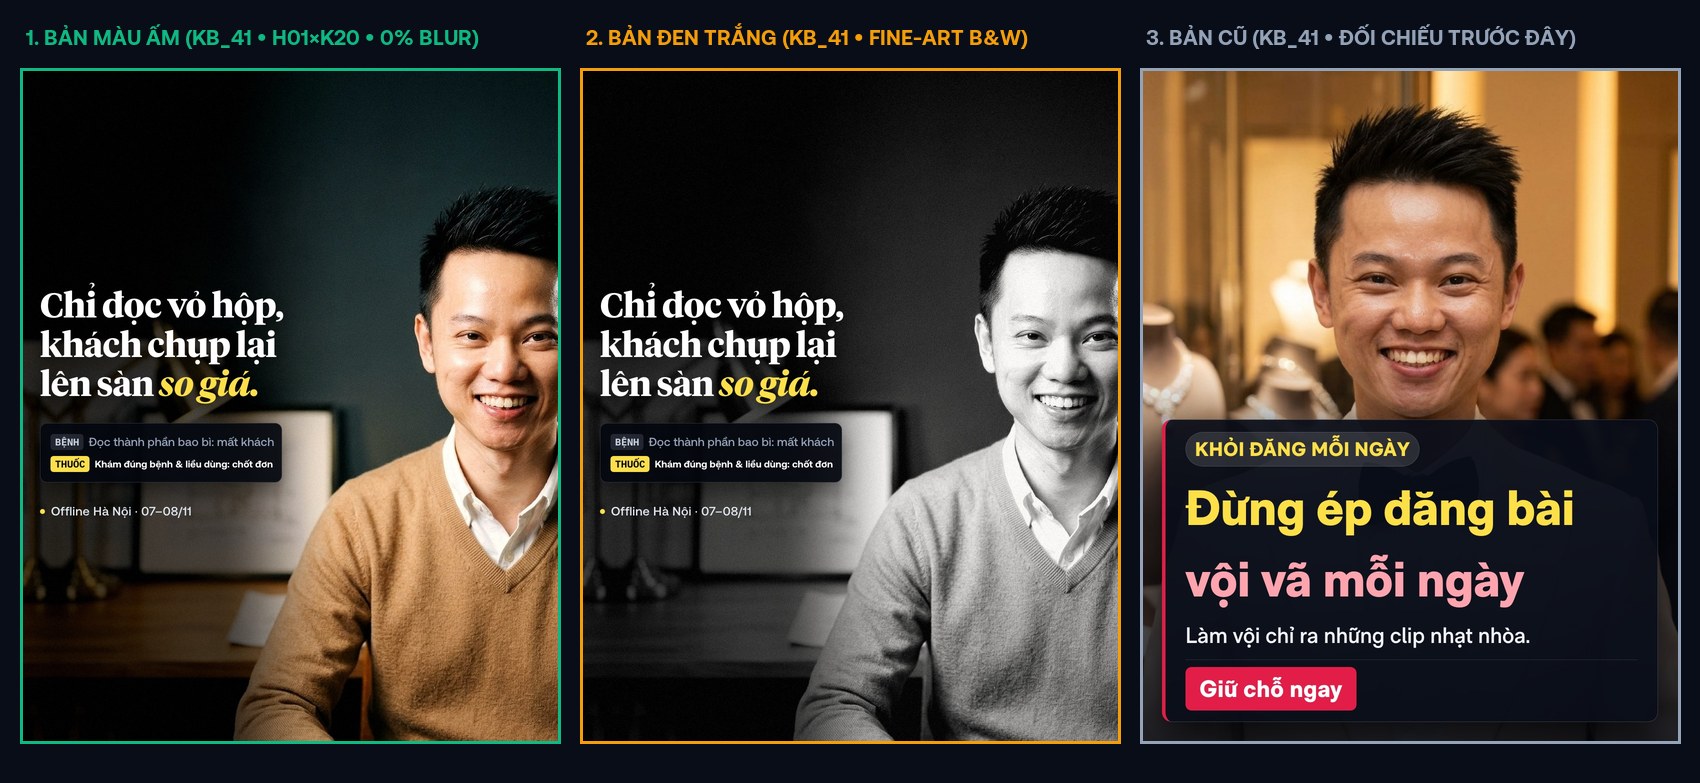 1. BẢN MÀU ẤM (KB_41 • H01×K20 • 0% BLUR)
Chỉ đọc vỏ hộp,
khách chụp lại
lên sàn so giá.
BỆNH Đọc thành phần bao bì: mất khách
THUỐC Khám đúng bệnh & liều dùng: chốt đơn
• Offline Hà Nội · 07–08/11
2. BẢN ĐEN TRẮNG (KB_41 • FINE-ART B&W)
Chỉ đọc vỏ hộp,
khách chụp lại
lên sàn so giá.
BỆNH Đọc thành phần bao bì: mất khách
THUỐC Khám đúng bệnh & liều dùng: chốt đơn
• Offline Hà Nội · 07–08/11
3. BẢN CŨ (KB_41 • ĐỐI CHIẾU TRƯỚC ĐÂY)
KHỎI ĐĂNG MỖI NGÀY
Đừng ép đăng bài
vội vã mỗi ngày
Làm vội chỉ ra những clip nhạt nhòa.
Giữ chỗ ngay